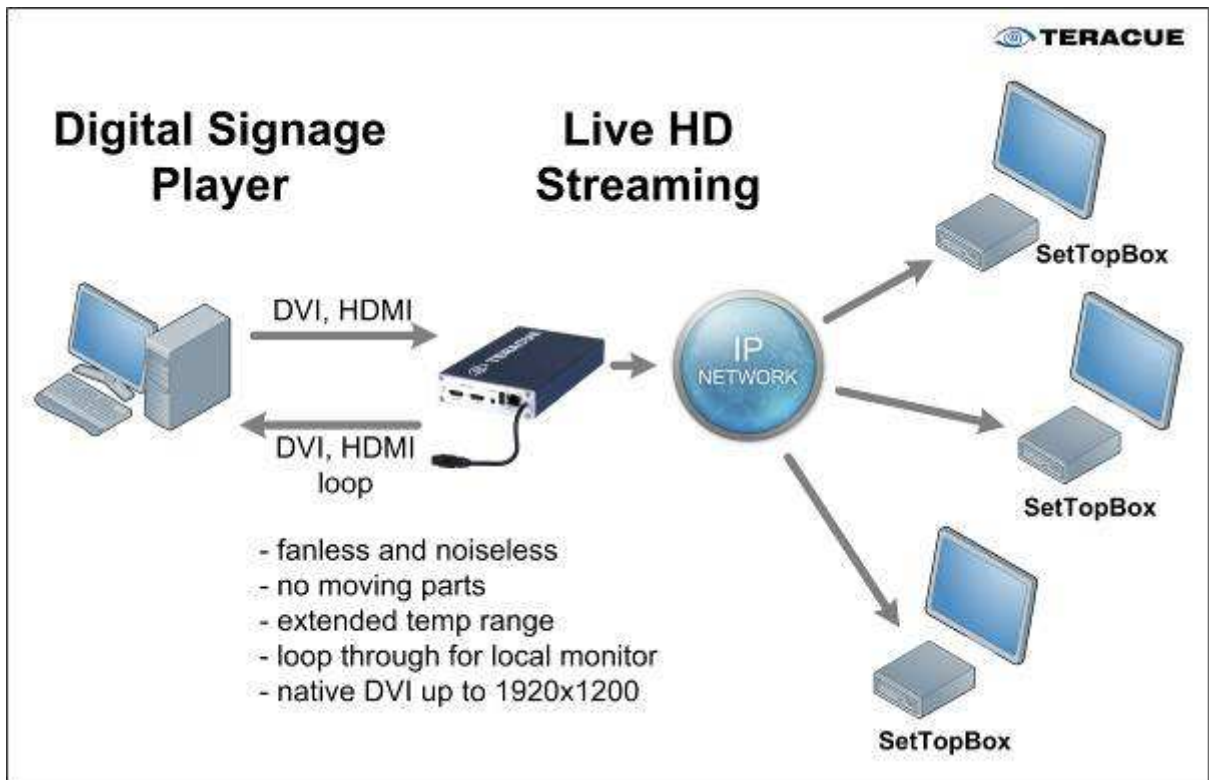 TERACUE
Digital Signage
Player
Live HD
Streaming
DVI, HDMI
TERACUE
IP
NETWORK
DVI, HDMI
loop
SetTopBox
SetTopBox
SetTopBox
- fanless and noiseless
- no moving parts
- extended temp range
- loop through for local monitor
- native DVI up to 1920x1200